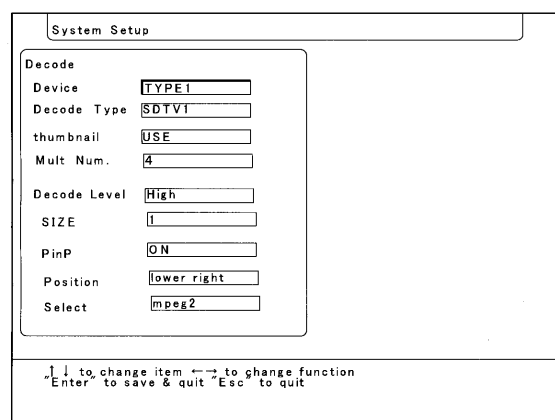 System Setup
Decode
Device TYPE1
Decode Type SDTV1
thumbnail USE
Mult Num. 4
Decode Level High
SIZE 1
PinP ON
Position lower right
Select mpeg2
↑↓ to change item ←→ to change function
"Enter" to save & quit "Esc" to quit